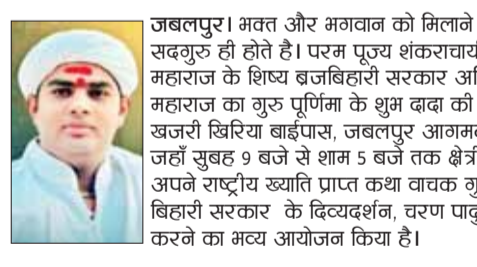 जबलपुर। भक्त और भगवान को मिलाने
सदगुरु ही होते है। परम पूज्य शंकराचार्य
महाराज के शिष्य ब्रजबिहारी सरकार
महाराज का गुरु पूर्णिमा के शुभ दादा की
खजरी खिरिया बाईपास, जबलपुर
जहाँ सुबह 9 बजे से शाम 5 बजे तक
अपने राष्ट्रीय ख्याति प्राप्त कथा वाचक
बिहारी सरकार के दिव्यदर्शन, चरण
करने का भव्य आयोजन किया है।